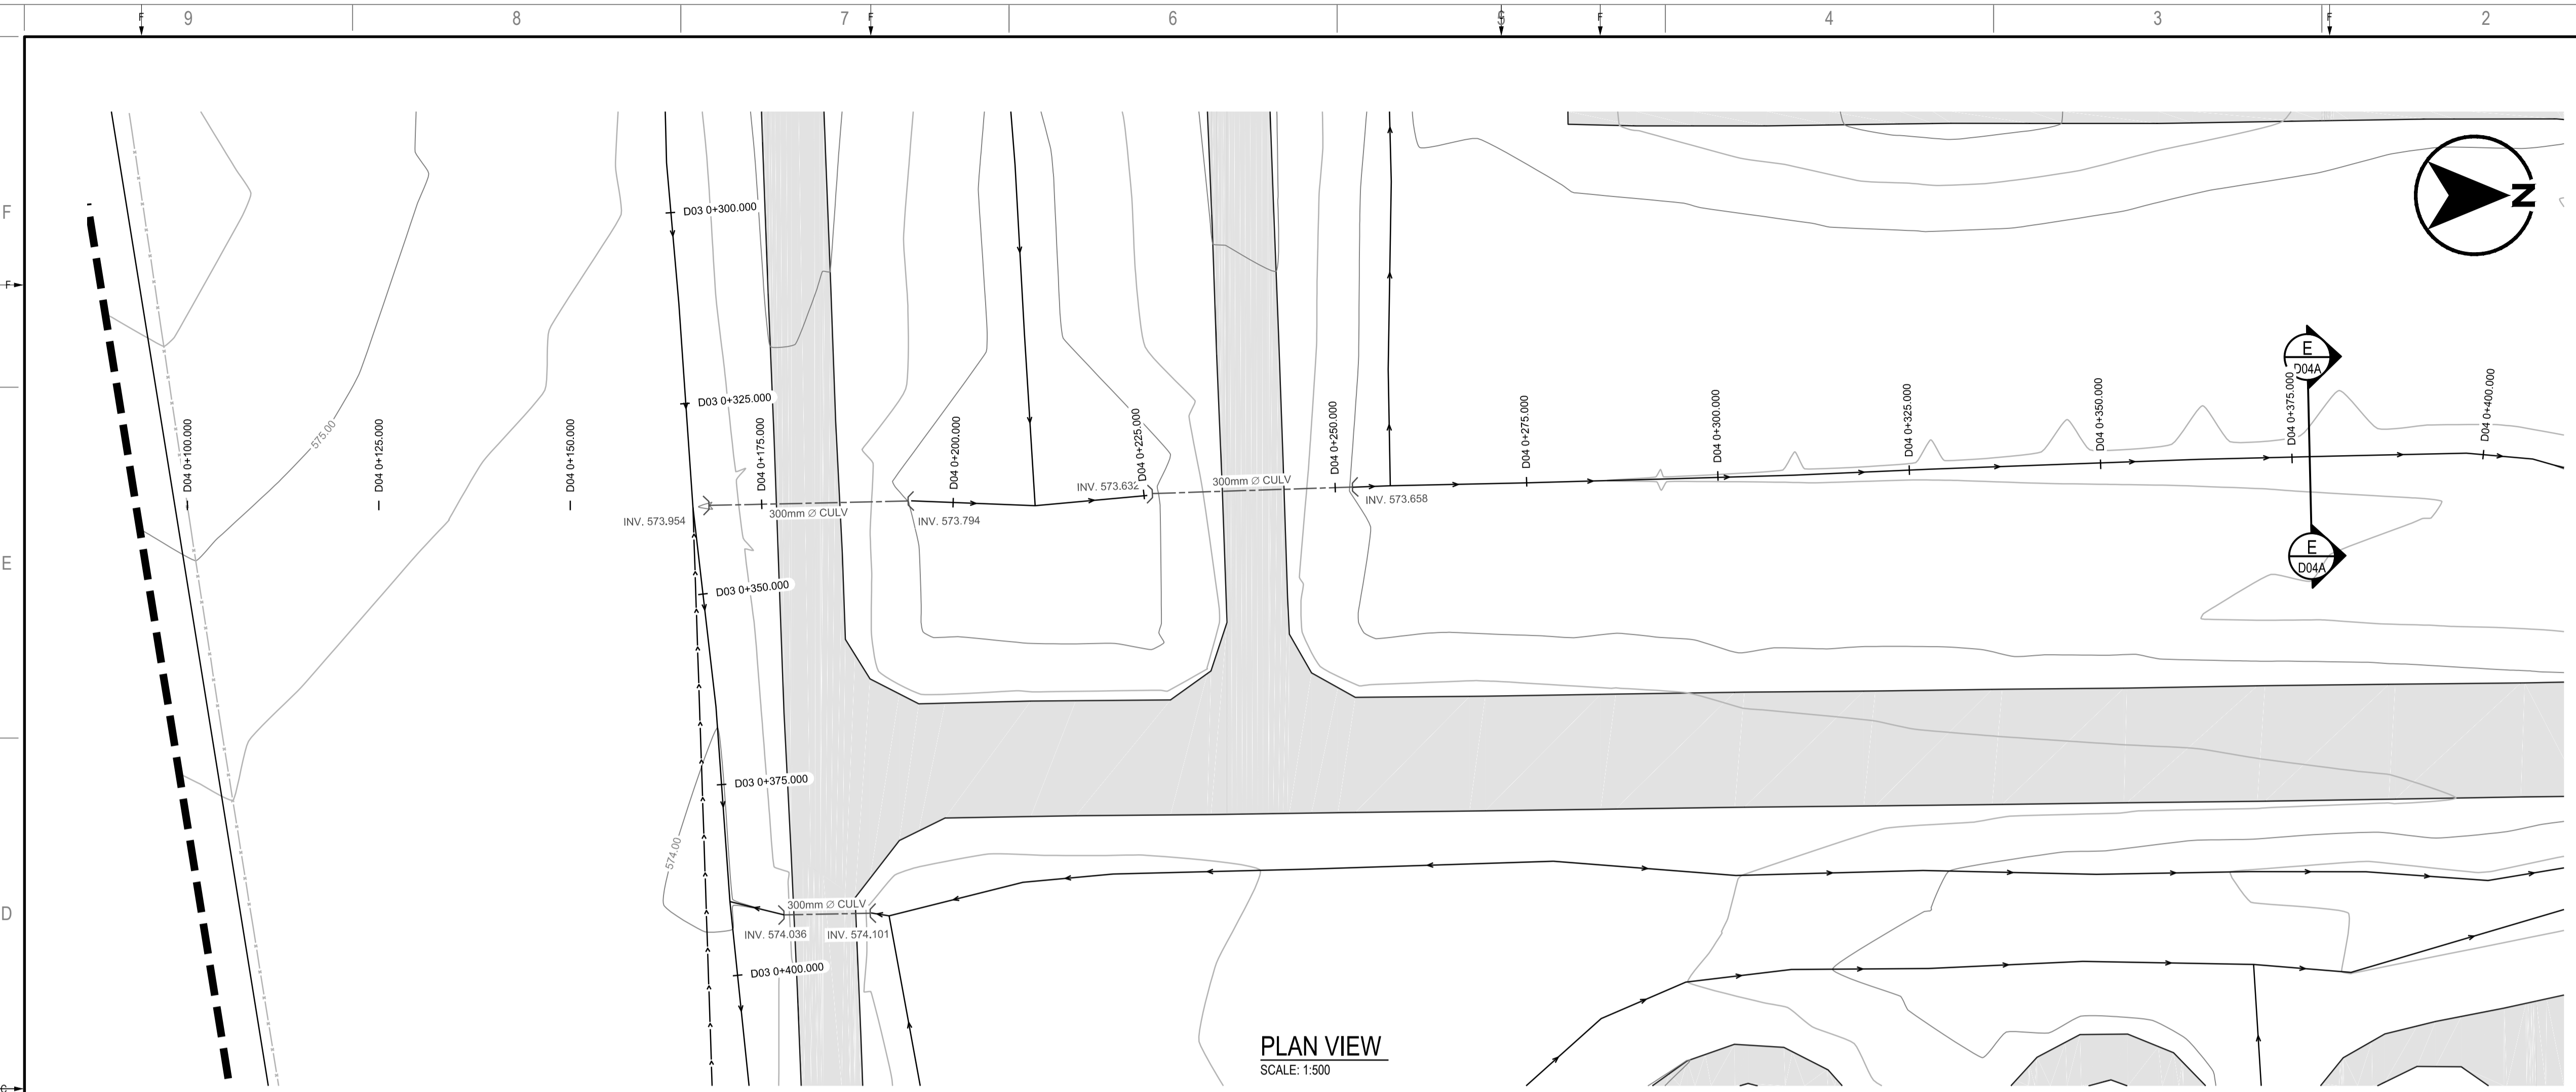 9 8 7 6 5 4 3 2
F F F F F
F
F
E
D
C
N
D03 0+300.000
D03 0+325.000
D03 0+350.000
D03 0+375.000
D03 0+400.000
575.00
574.00
D04 0+100.000
D04 0+125.000
D04 0+150.000
D04 0+175.000
D04 0+200.000
D04 0+225.000
D04 0+250.000
D04 0+275.000
D04 0+300.000
D04 0+325.000
D04 0+350.000
D04 0+375.000
D04 0+400.000
E
D04A
E
D04A
INV. 573.954
300mm ∅ CULV
INV. 573.794
INV. 573.632
300mm ∅ CULV
INV. 573.658
300mm ∅ CULV
INV. 574.036
INV. 574.101
PLAN VIEW
SCALE: 1:500